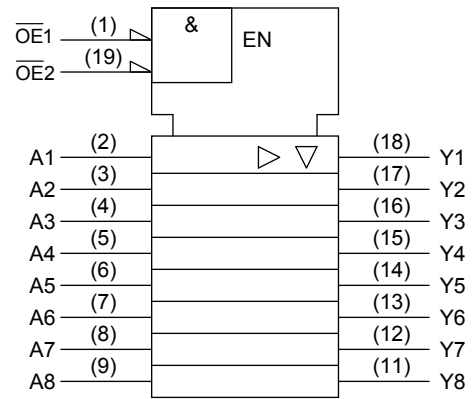 OE1 (1) & EN
OE2 (19)
A1 (2) (18) Y1
A2 (3) (17) Y2
A3 (4) (16) Y3
A4 (5) (15) Y4
A5 (6) (14) Y5
A6 (7) (13) Y6
A7 (8) (12) Y7
A8 (9) (11) Y8